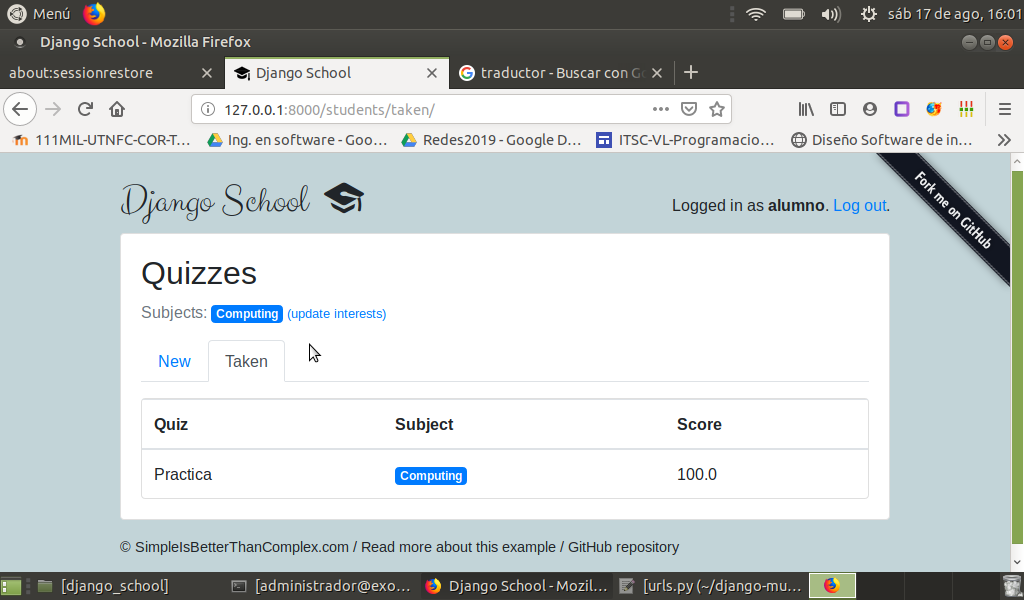 Menú sáb 17 de ago, 16:01
Django School - Mozilla Firefox
about:sessionrestore Django School traductor - Buscar con Go
127.0.0.1:8000/students/taken/
111MIL-UTNFC-COR-T... Ing. en software - Goo... Redes2019 - Google D... ITSC-VL-Programacio... Diseño Software de in...
Fork me on GitHub
Django School
Logged in as alumno. Log out.
Quizzes
Subjects: Computing (update interests)
New Taken
Quiz Subject Score
Practica Computing 100.0
© SimpleIsBetterThanComplex.com / Read more about this example / GitHub repository
[django_school] [administrador@exo... Django School - Mozil... [urls.py (~/django-mu...